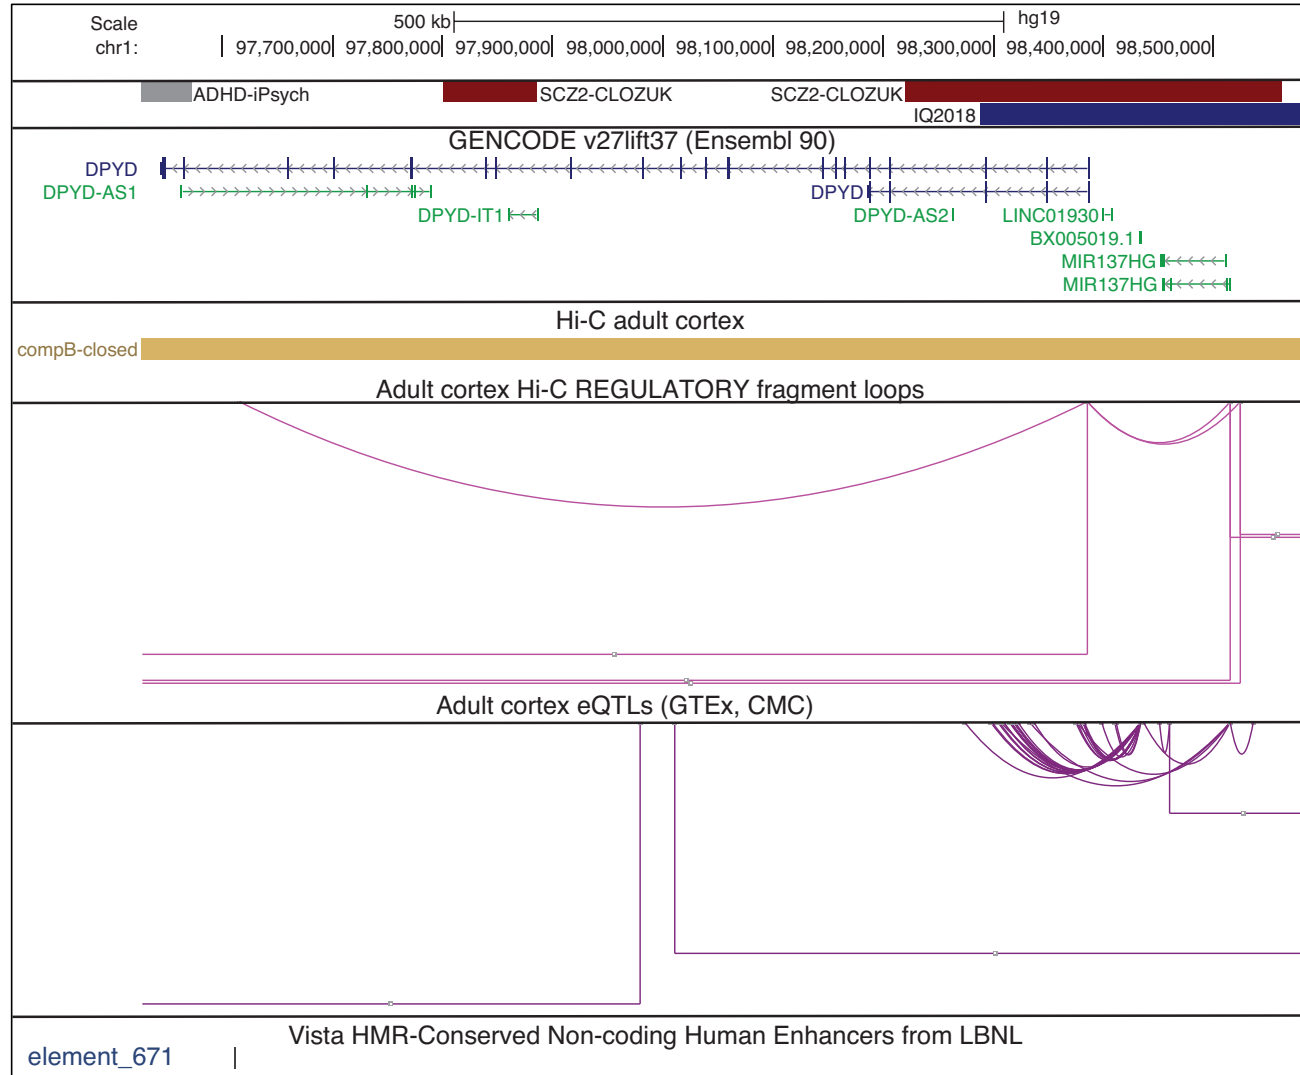 Scale 500 kb hg19
chr1: 97,700,000 97,800,000 97,900,000 98,000,000 98,100,000 98,200,000 98,300,000 98,400,000 98,500,000
ADHD-iPsych SCZ2-CLOZUK SCZ2-CLOZUK
IQ2018
GENCODE v27lift37 (Ensembl 90)
DPYD
DPYD-AS1 DPYD
DPYD-IT1 DPYD-AS2 LINC01930
BX005019.1
MIR137HG
MIR137HG
Hi-C adult cortex
compB-closed
Adult cortex Hi-C REGULATORY fragment loops
Adult cortex eQTLs (GTEx, CMC)
Vista HMR-Conserved Non-coding Human Enhancers from LBNL
element_671